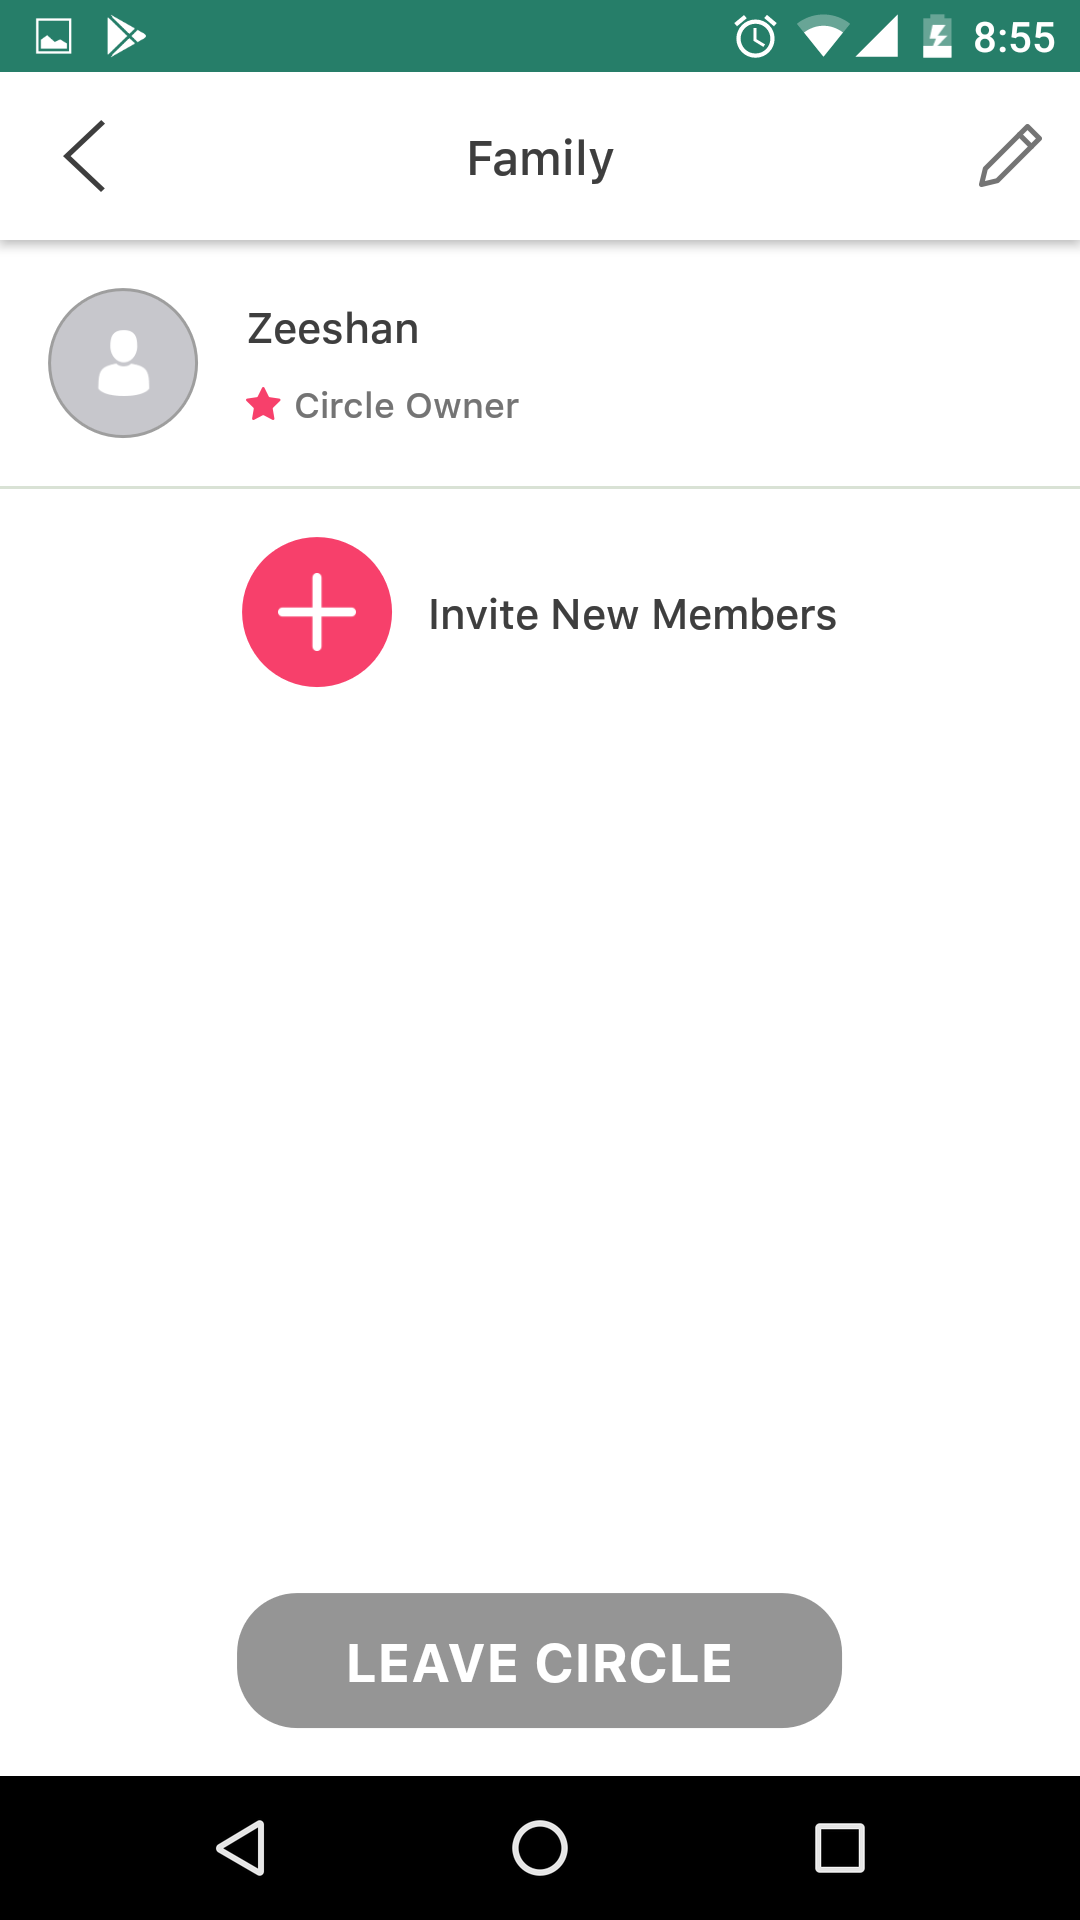 8:55
Family
Zeeshan
Circle Owner
Invite New Members
LEAVE CIRCLE